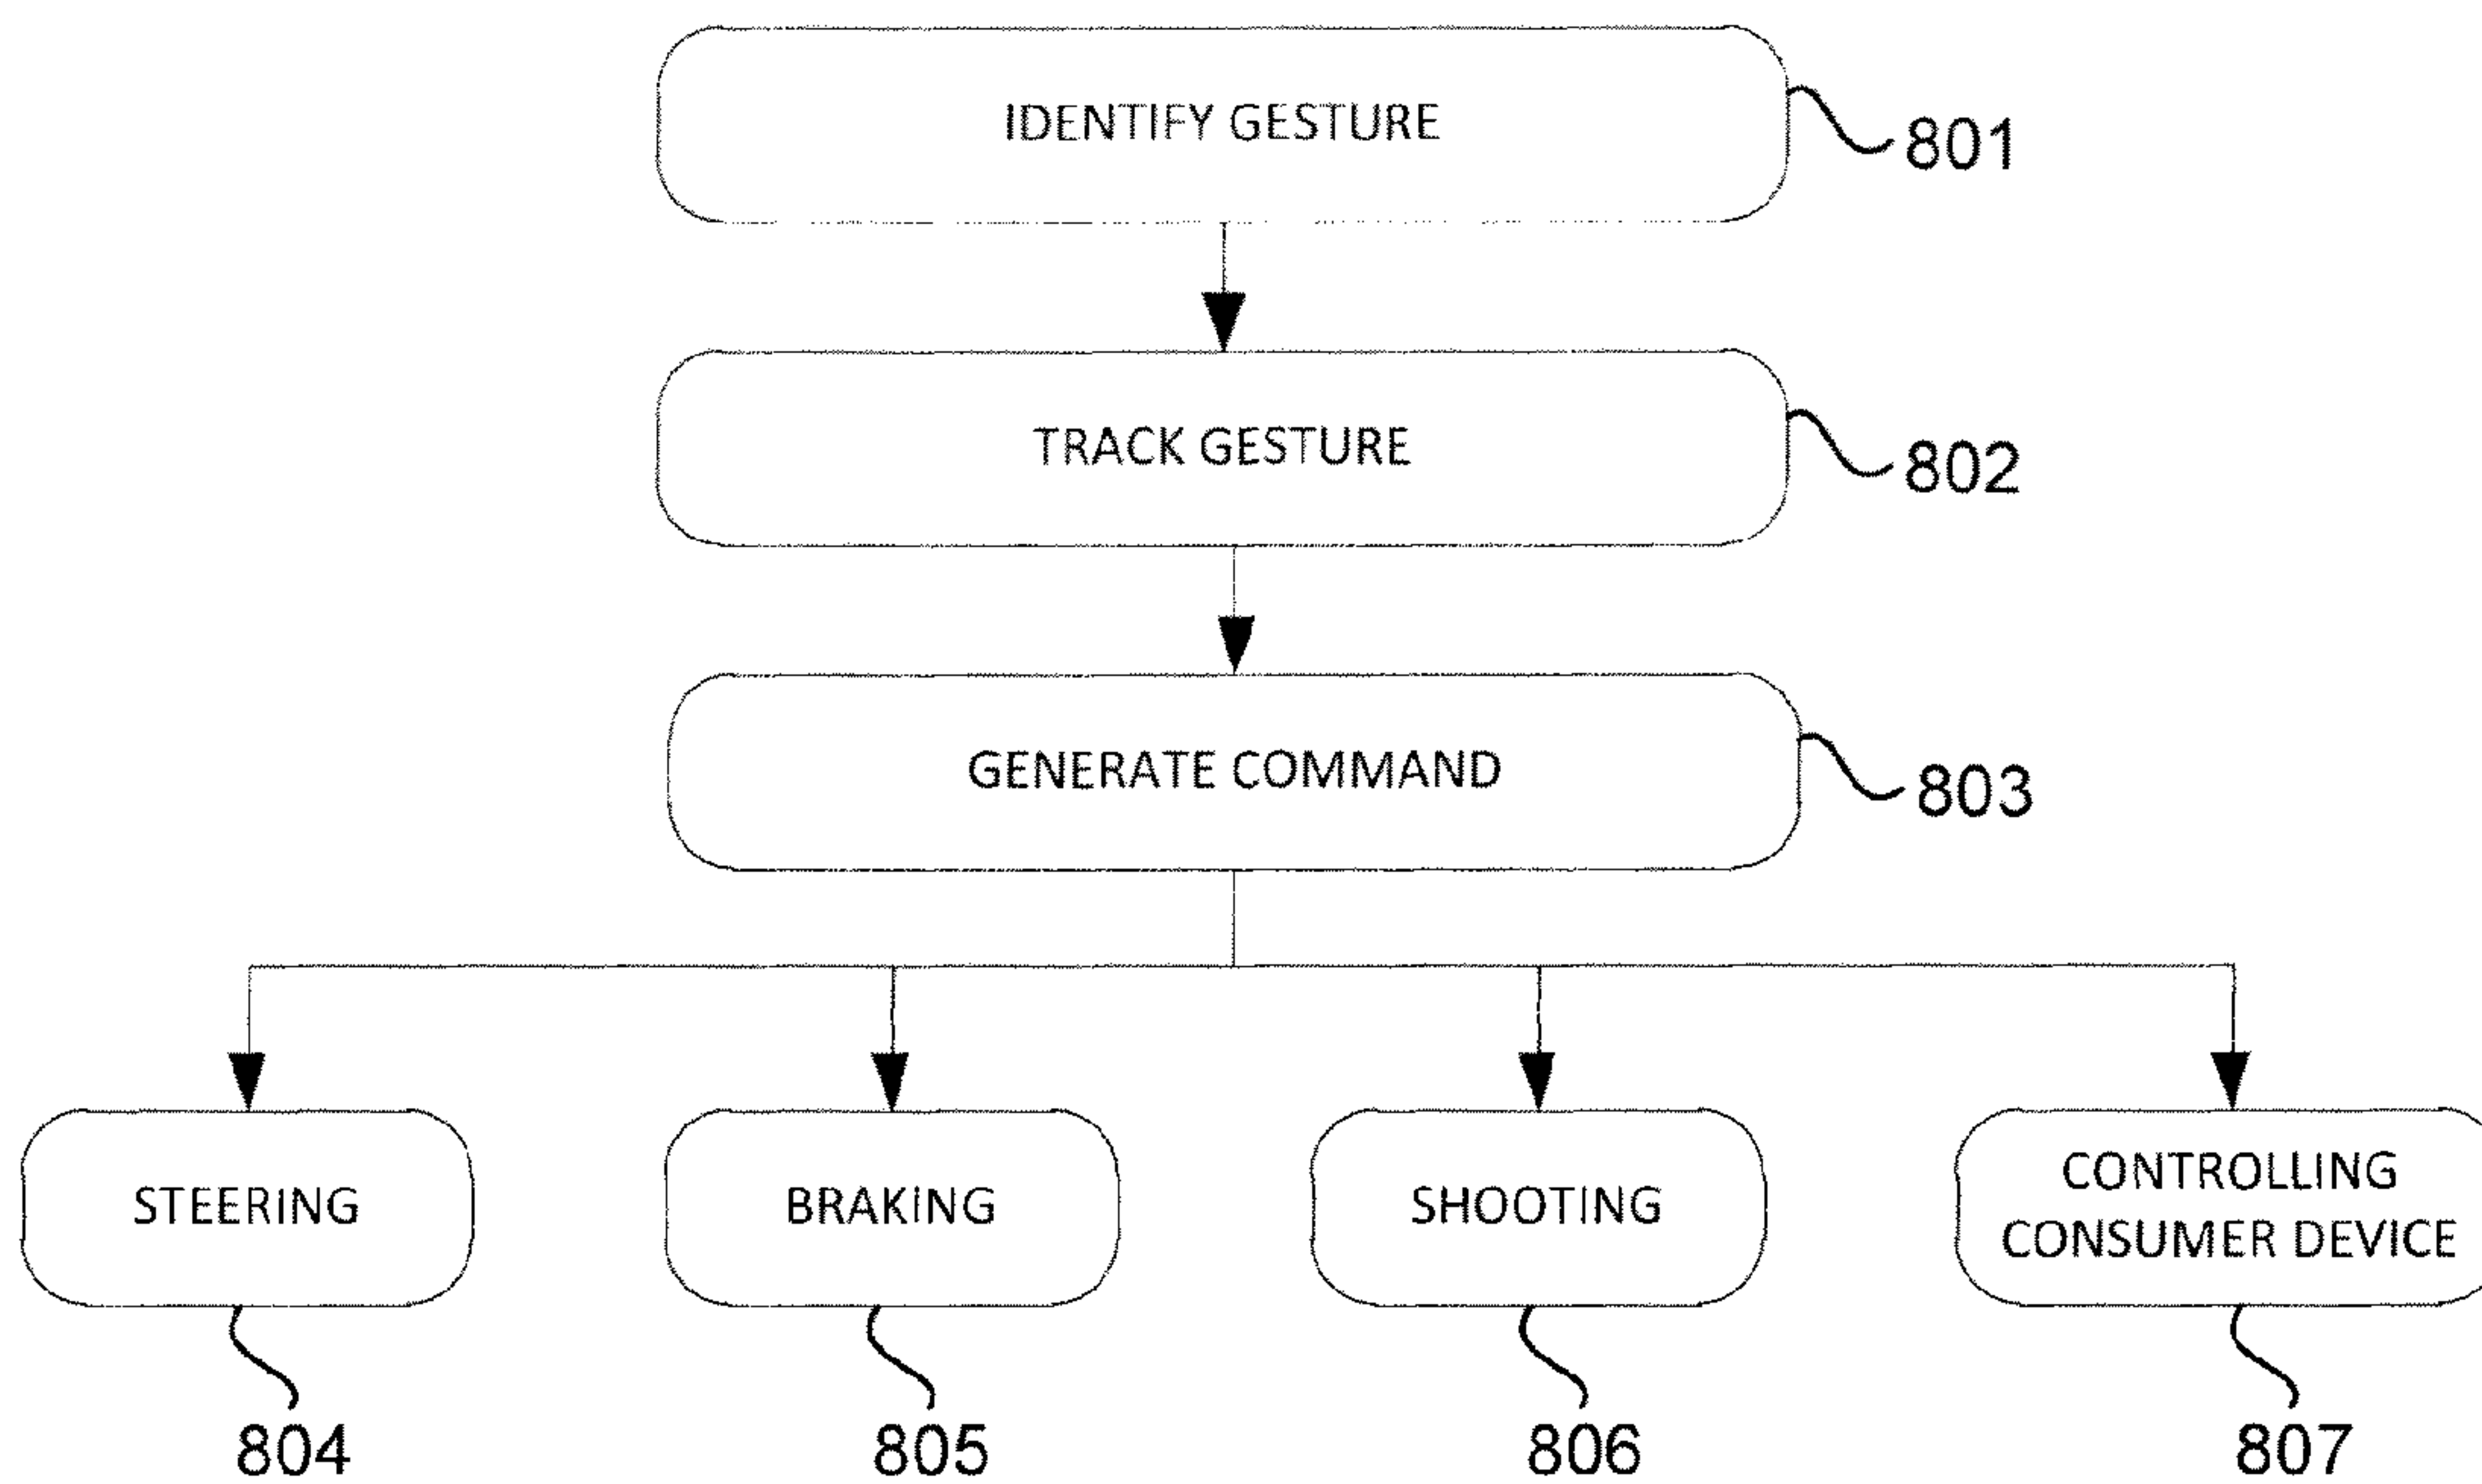 IDENTIFY GESTURE
801
TRACK GESTURE
802
GENERATE COMMAND
803
STEERING
BRAKING
SHOOTING
CONTROLLING
CONSUMER DEVICE
804
805
806
807